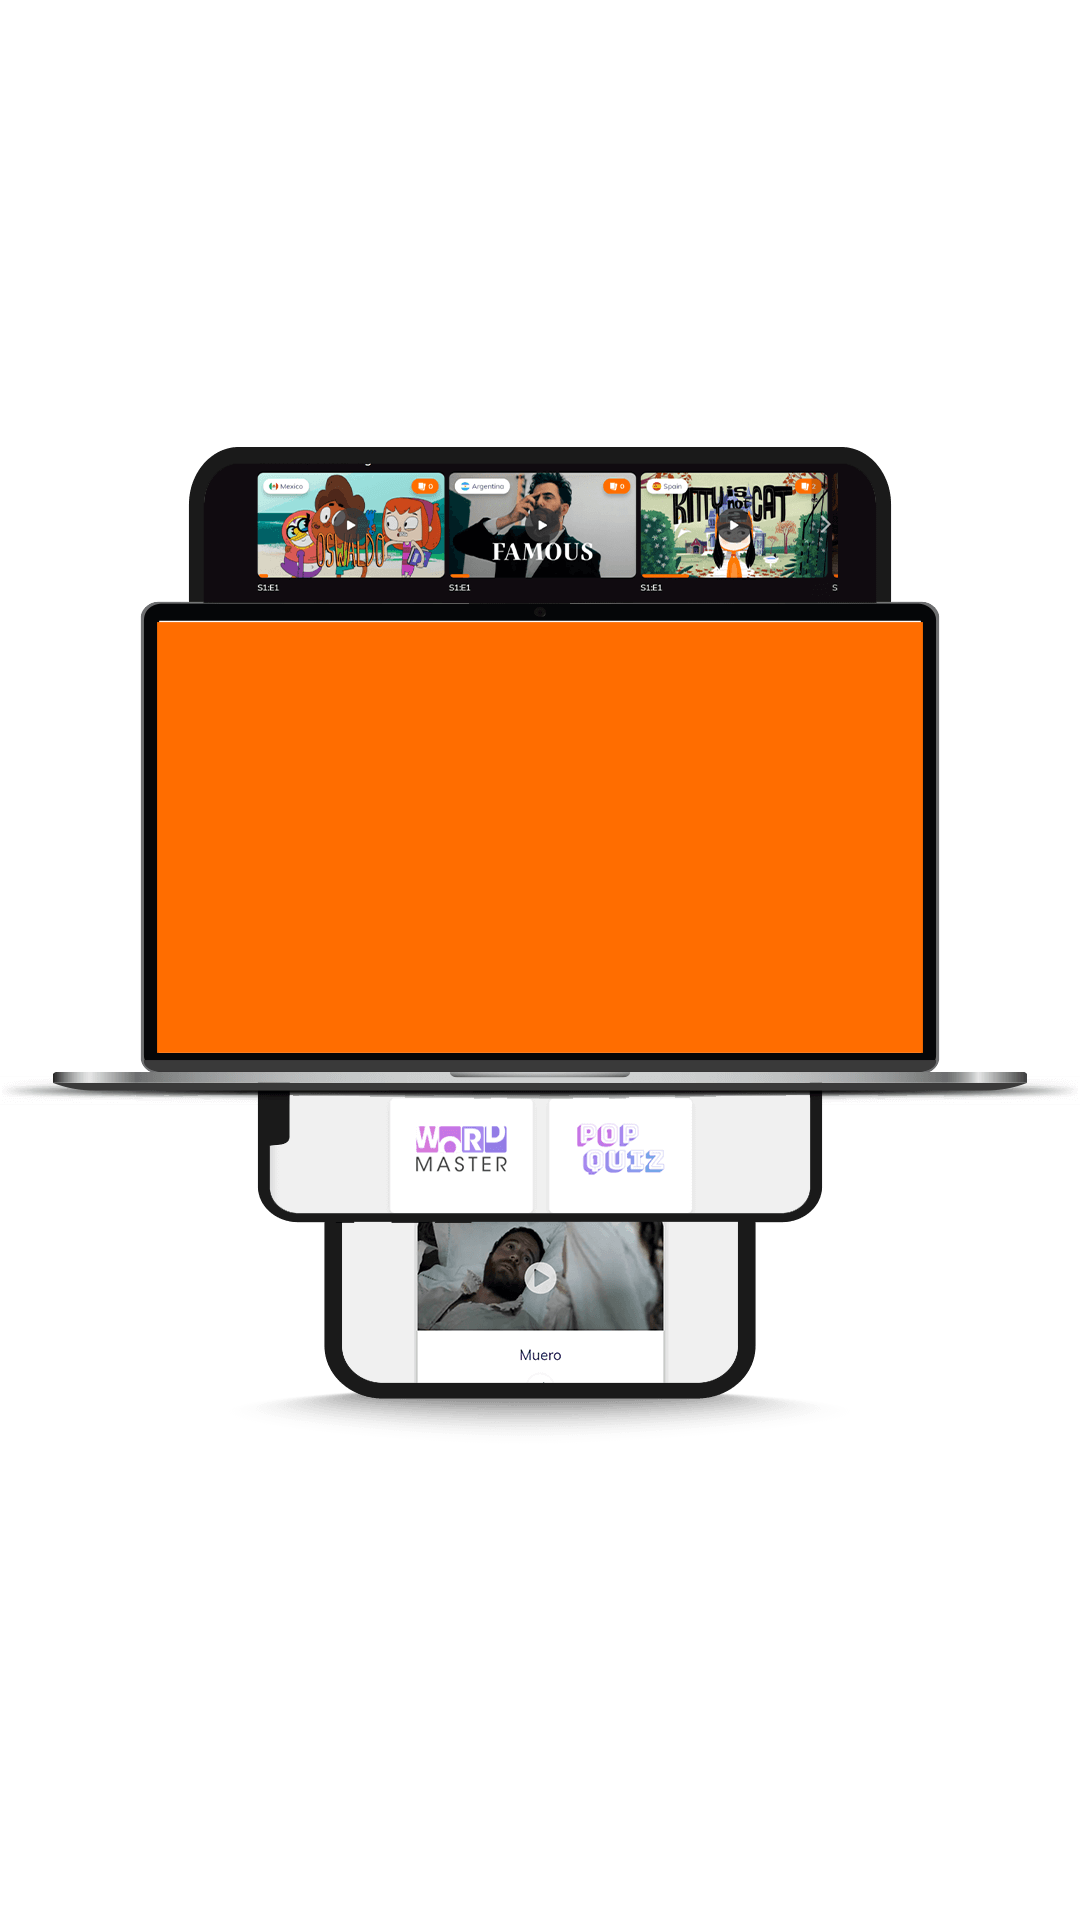 Mexico
0
Argentina
0
Spain
2
OSWALDO
FAMOUS
KITTY IS not A CAT
S1:E1
S1:E1
S1:E1
S
WORD
MASTER
POP
QUIZ
Muero